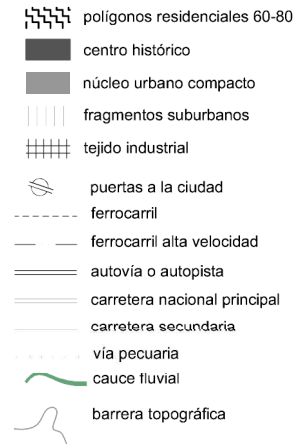 polígonos residenciales 60-80
centro histórico
núcleo urbano compacto
fragmentos suburbanos
tejido industrial
puertas a la ciudad
ferrocarril
ferrocarril alta velocidad
autovía o autopista
carretera nacional principal
carretera secundaria
vía pecuaria
cauce fluvial
barrera topográfica